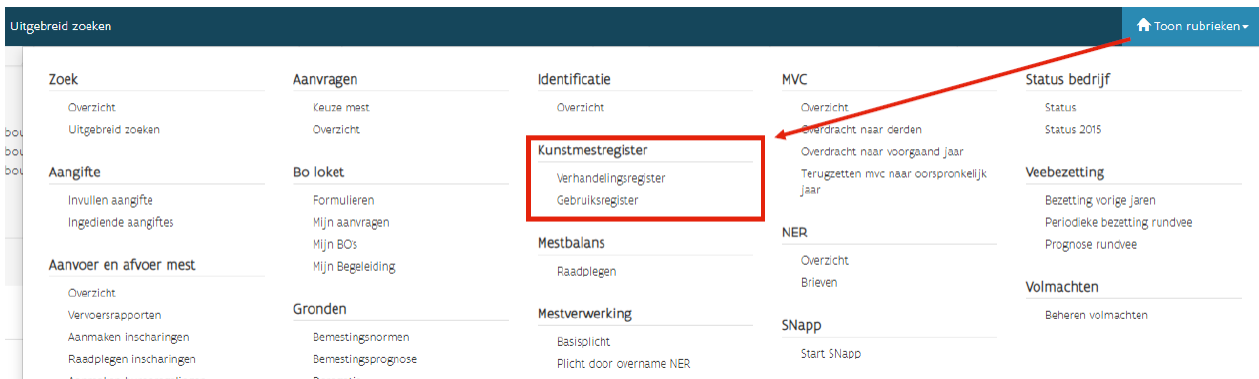 Uitgebreid zoeken
Toon rubrieken
Zoek
Overzicht
Uitgebreid zoeken
Aangifte
Invullen aangifte
Ingediende aangiftes
Aanvoer en afvoer mest
Overzicht
Vervoersrapporten
Aanmaken inscharingen
Raadplegen inscharingen
Aanvragen
Keuze mest
Overzicht
Bo loket
Formulieren
Mijn aanvragen
Mijn BO's
Mijn Begeleiding
Gronden
Bemestingsnormen
Bemestingsprognose
Identificatie
Overzicht
Kunstmestregister
Verhandelingsregister
Gebruiksregister
Mestbalans
Raadplegen
Mestverwerking
Basisplicht
Plicht door overname NER
MVC
Overzicht
Overdracht naar derden
Overdracht naar voorgaand jaar
Terugzetten mvc naar oorspronkelijk
jaar
NER
Overzicht
Brieven
SNapp
Start SNapp
Status bedrijf
Status
Status 2015
Veebezetting
Bezetting vorige jaren
Periodieke bezetting rundvee
Prognose rundvee
Volmachten
Beheren volmachten